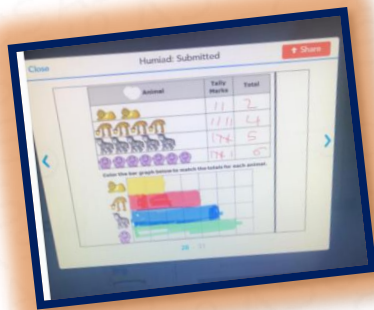 Humiad: Submitted
Share
Close
Animal Tally Marks Total
|| 2
|||| 4
5
Color the bar graph below to match the totals for each animal.